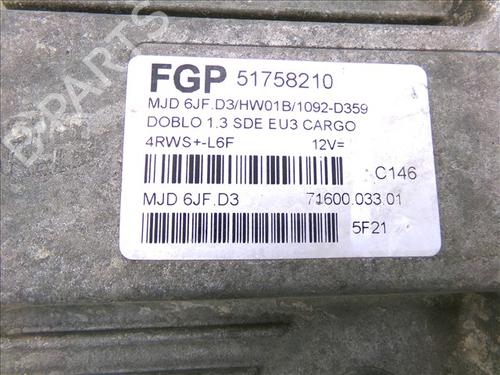 B-PARTS
FGP 51758210
MJD 6JF.D3/HW01B/1092-D359
DOBLO 1.3 SDE EU3 CARGO
4RWS+-L6F 12V=
C146
MJD 6JF.D3 71600.033.01
5F21